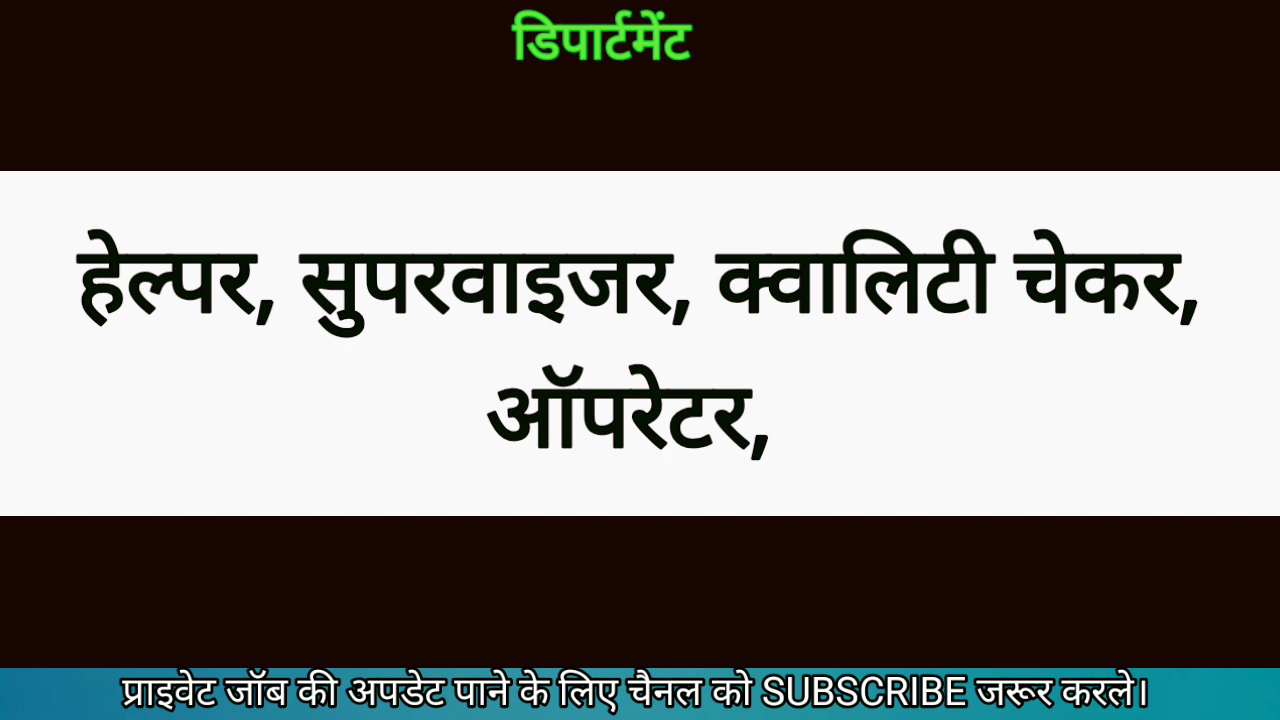 डिपार्टमेंट
हेल्पर, सुपरवाइजर, क्वालिटी चेकर,
ऑपरेटर,
प्राइवेट जॉब की अपडेट पाने के लिए चैनल को SUBSCRIBE जरूर करले।